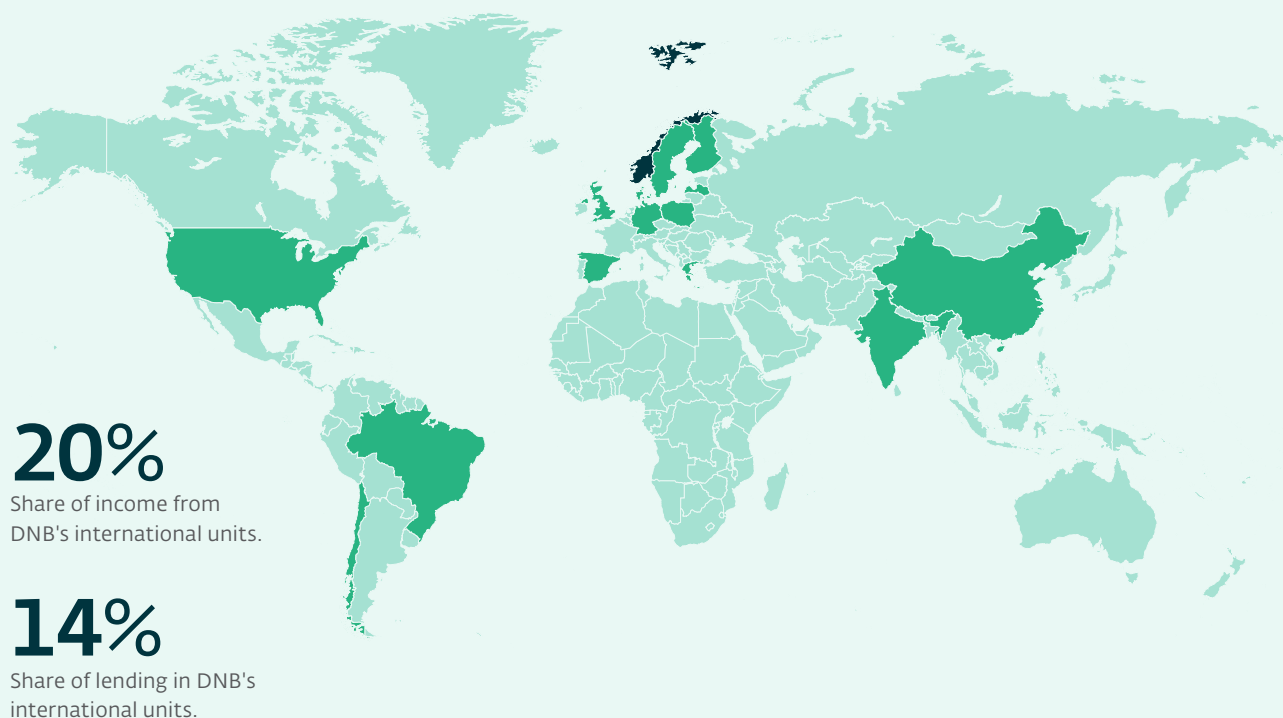 20%
Share of income from
DNB's international units.
14%
Share of lending in DNB's
international units.